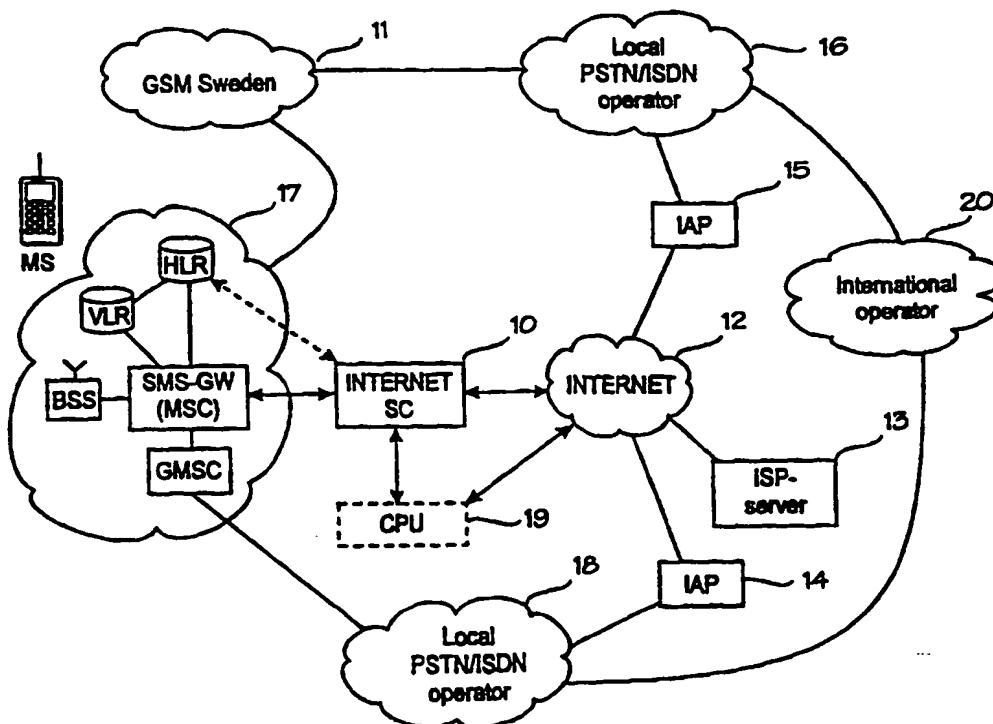 11
GSM Sweden
Local
PSTN/ISDN
operator
16
15
IAP
17
MS
HLR
VLR
BSS
SMS-GW
(MSC)
GMSC
10
INTERNET
SC
12
INTERNET
20
International
operator
13
ISP-
server
CPU
19
IAP
14
18
Local
PSTN/ISDN
operator